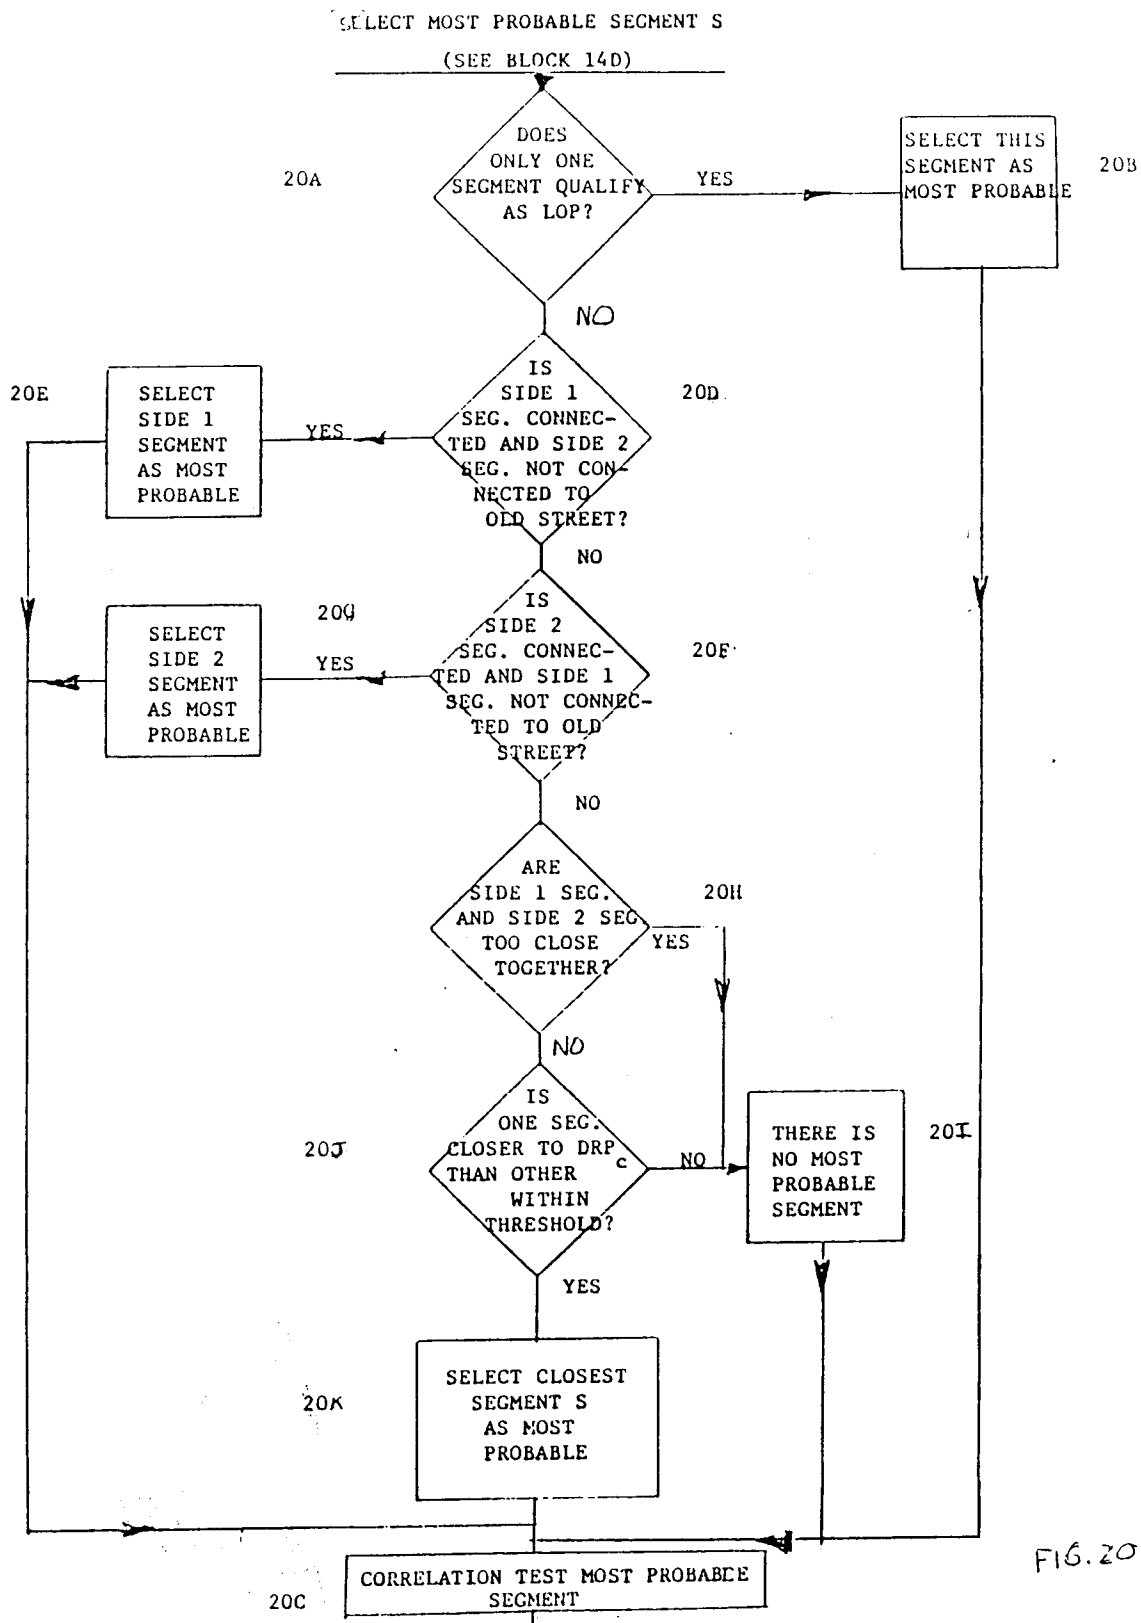 SELECT MOST PROBABLE SEGMENT S
(SEE BLOCK 14D)
20A
DOES
ONLY ONE
SEGMENT QUALIFY
AS LOP?
YES
SELECT THIS
SEGMENT AS
MOST PROBABLE
20B
NO
20E
SELECT
SIDE 1
SEGMENT
AS MOST
PROBABLE
YES
IS
SIDE 1
SEG. CONNEC-
TED AND SIDE 2
SEG. NOT CON-
NECTED TO
OLD STREET?
20D
NO
SELECT
SIDE 2
SEGMENT
AS MOST
PROBABLE
20G
YES
IS
SIDE 2
SEG. CONNEC-
TED AND SIDE 1
SEG. NOT CONNEC-
TED TO OLD
STREET?
20F
NO
ARE
SIDE 1 SEG.
AND SIDE 2 SEG
TOO CLOSE
TOGETHER?
20H
YES
NO
20J
IS
ONE SEG.
CLOSER TO DRPc
THAN OTHER
WITHIN
THRESHOLD?
NO
THERE IS
NO MOST
PROBABLE
SEGMENT
20I
YES
20K
SELECT CLOSEST
SEGMENT S
AS MOST
PROBABLE
20C
CORRELATION TEST MOST PROBABLE
SEGMENT
FIG. 20